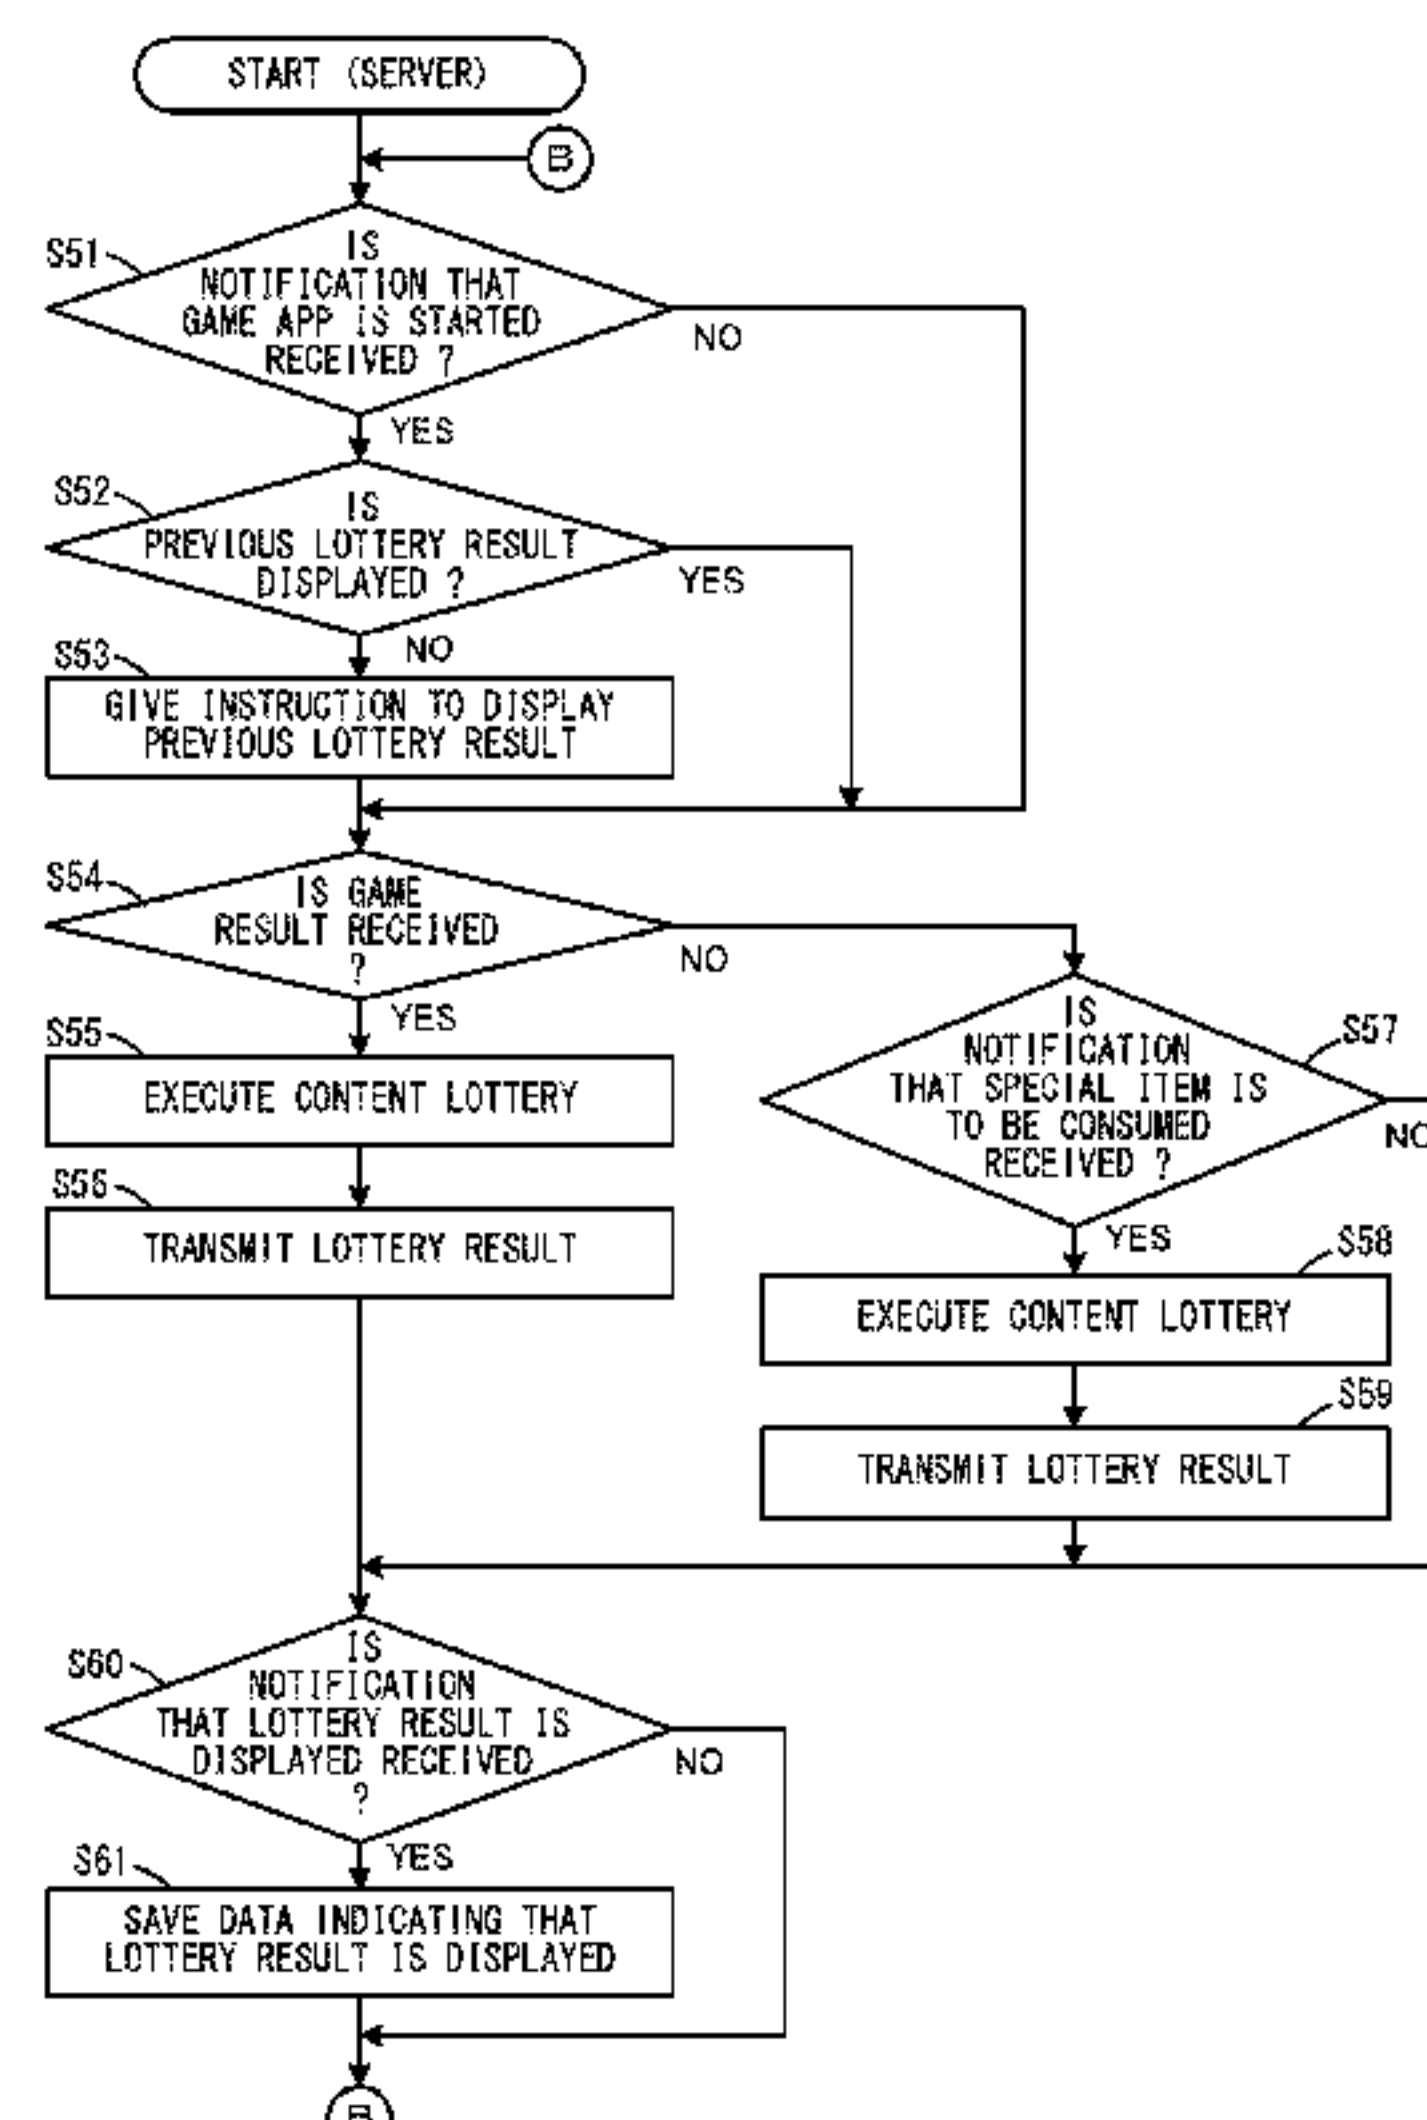 START (SERVER)
B
S51
IS
NOTIFICATION THAT
GAME APP IS STARTED
RECEIVED ?
NO
YES
S52
IS
PREVIOUS LOTTERY RESULT
DISPLAYED ?
YES
NO
S53
GIVE INSTRUCTION TO DISPLAY
PREVIOUS LOTTERY RESULT
S54
IS GAME
RESULT RECEIVED
?
NO
YES
S55
EXECUTE CONTENT LOTTERY
S56
TRANSMIT LOTTERY RESULT
S57
IS
NOTIFICATION
THAT SPECIAL ITEM IS
TO BE CONSUMED
RECEIVED ?
NO
YES
S58
EXECUTE CONTENT LOTTERY
S59
TRANSMIT LOTTERY RESULT
S60
IS
NOTIFICATION
THAT LOTTERY RESULT IS
DISPLAYED RECEIVED
?
NO
YES
S61
SAVE DATA INDICATING THAT
LOTTERY RESULT IS DISPLAYED
B